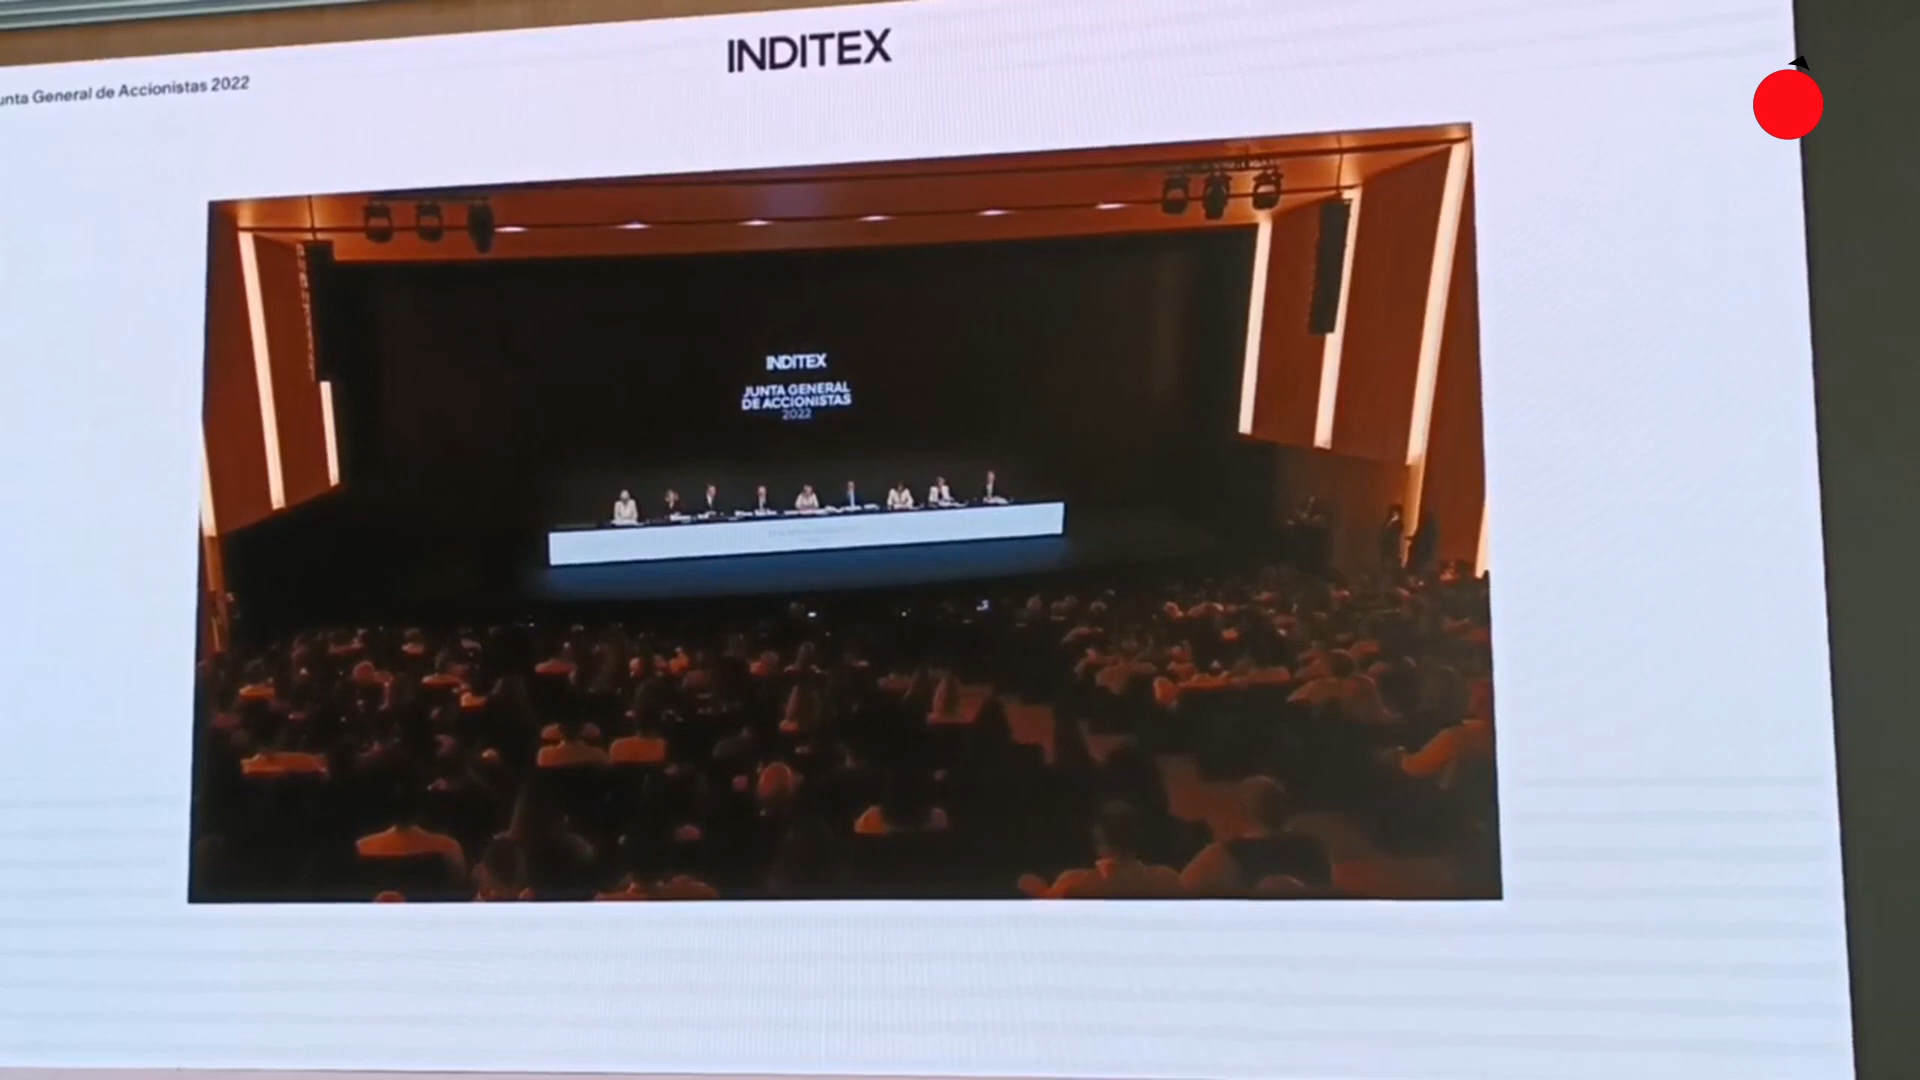 INDITEX
unta General de Accionistas 2022
INDITEX
JUNTA GENERAL
DE ACCIONISTAS
2022